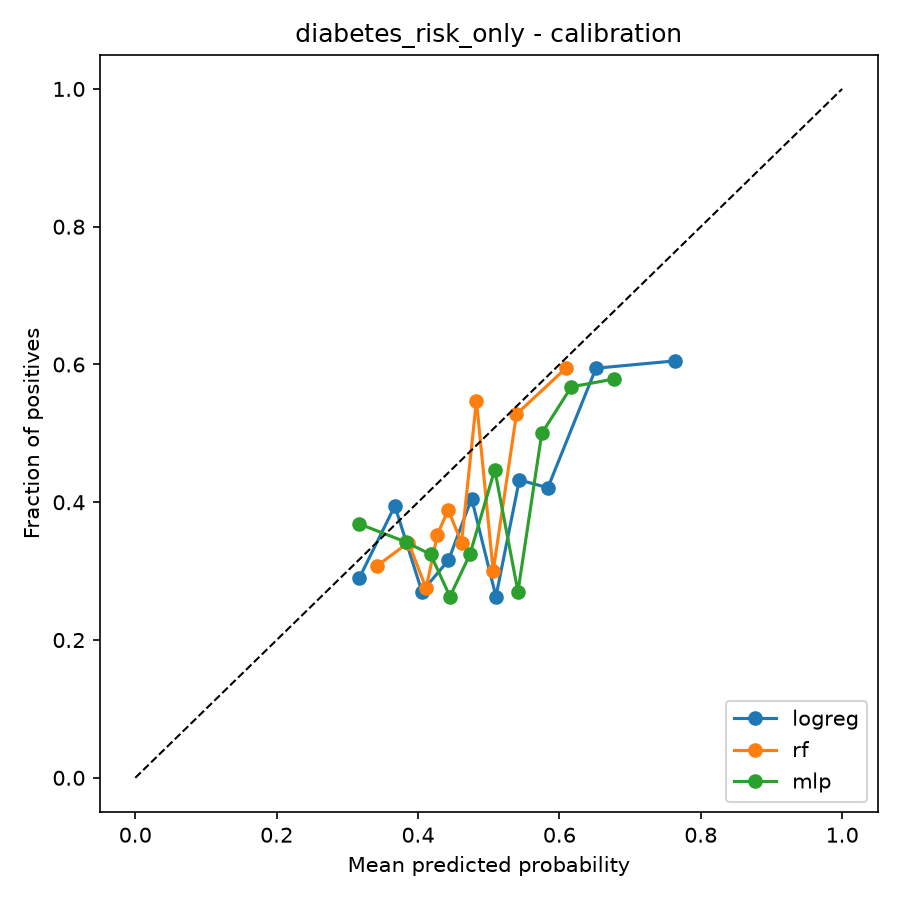 diabetes_risk_only - calibration
1.0
0.8
0.6
0.4
0.2
0.0
Fraction of positives
0.0 0.2 0.4 0.6 0.8 1.0
Mean predicted probability
logreg
rf
mlp